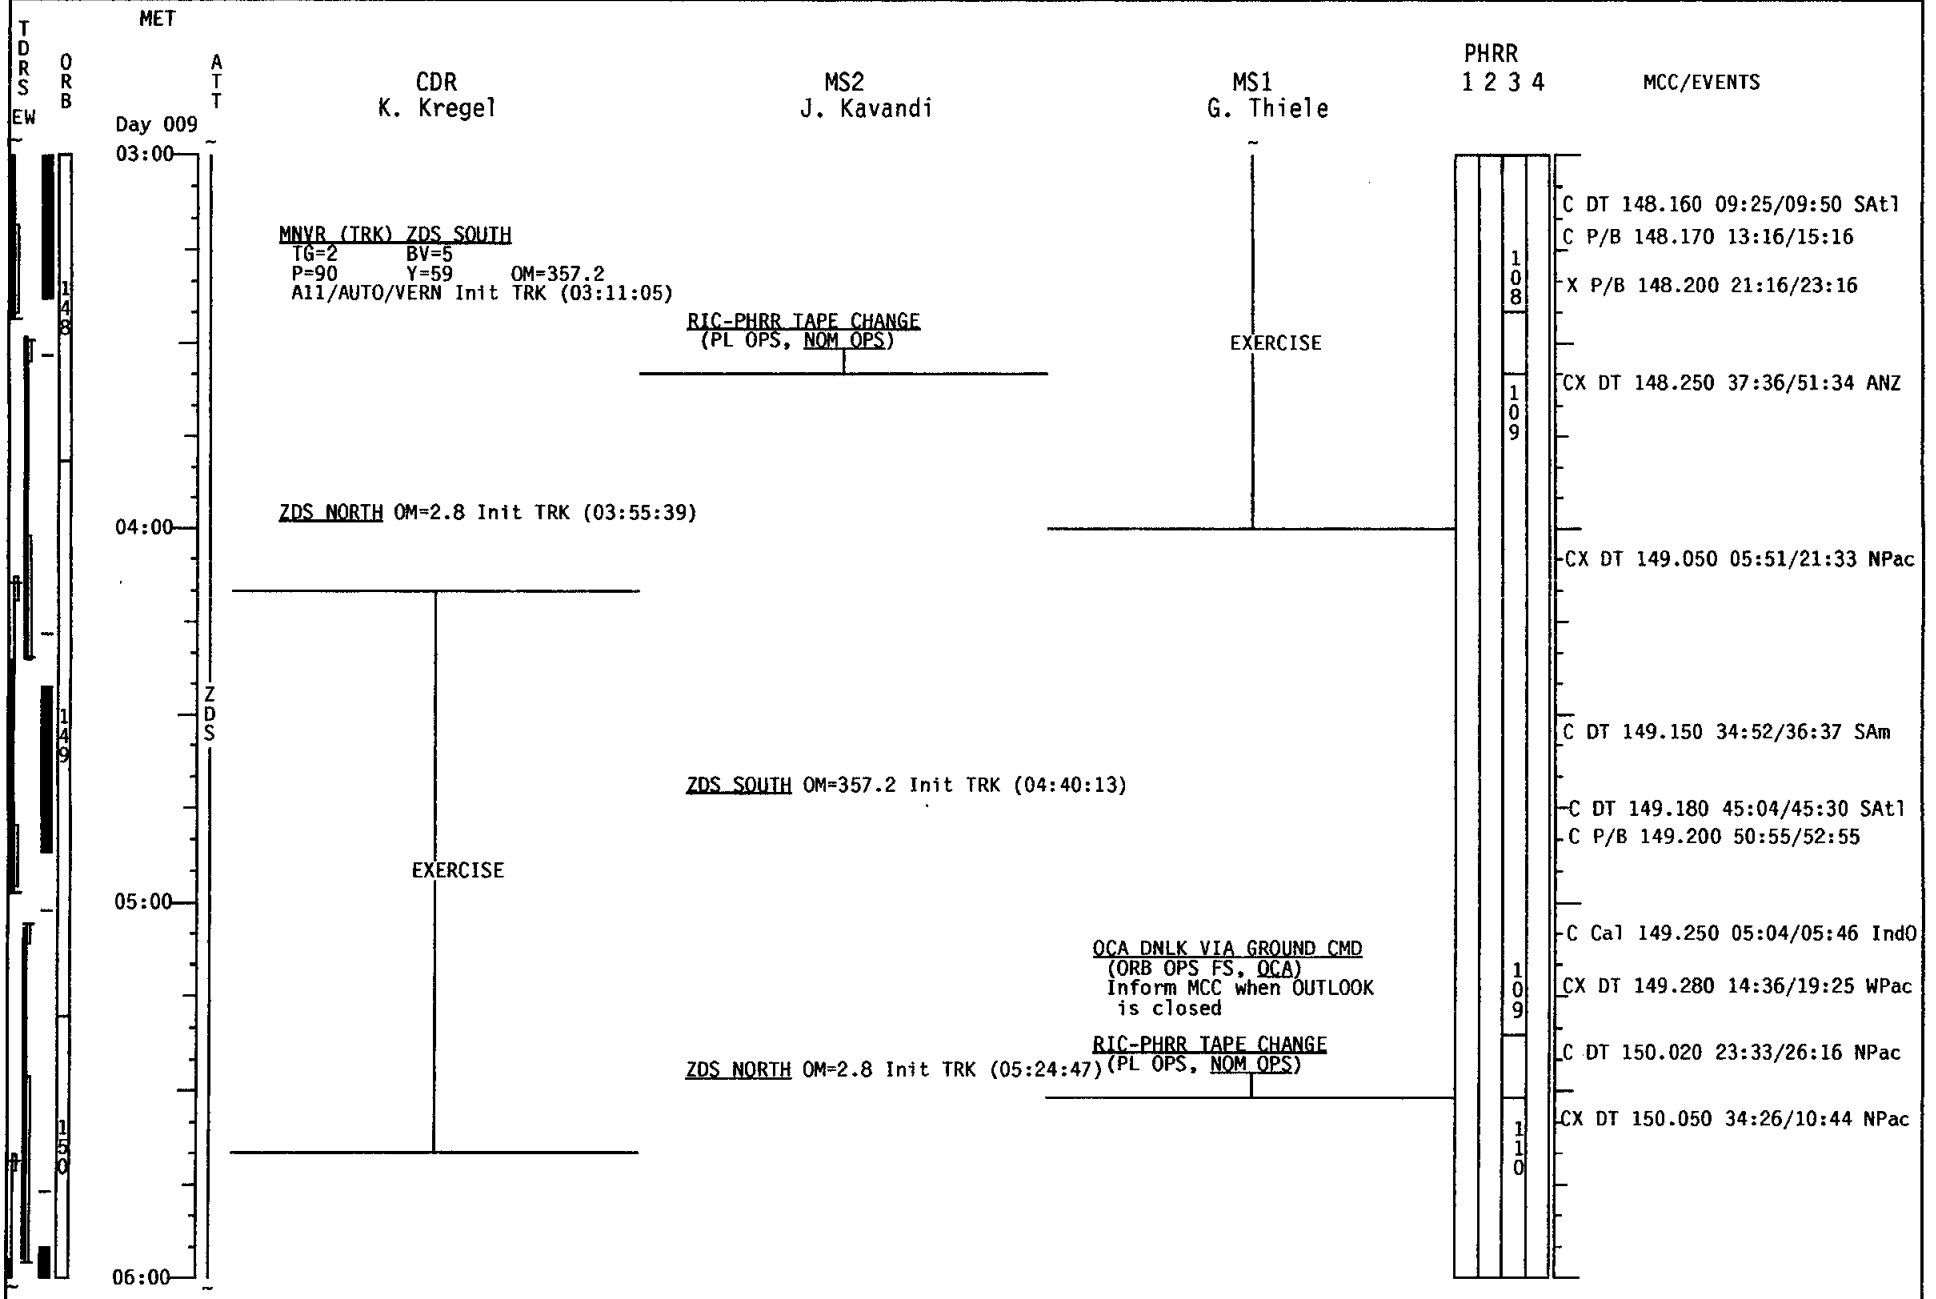 MET
TDRS
EW
ORB
ATT
CDR
K. Kregel
MS2
J. Kavandi
MS1
G. Thiele
PHRR
1 2 3 4
MCC/EVENTS
Day 009
~
~
~
03:00
C DT 148.160 09:25/09:50 SAtl
MNVR (TRK) ZDS SOUTH
TG=2 BV=5
P=90 Y=59 OM=357.2
All/AUTO/VERN Init TRK (03:11:05)
C P/B 148.170 13:16/15:16
108
148
X P/B 148.200 21:16/23:16
RIC-PHRR TAPE CHANGE
(PL OPS, NOM OPS)
EXERCISE
CX DT 148.250 37:36/51:34 ANZ
109
ZDS NORTH OM=2.8 Init TRK (03:55:39)
04:00
CX DT 149.050 05:51/21:33 NPac
ZDS
149
C DT 149.150 34:52/36:37 SAm
ZDS SOUTH OM=357.2 Init TRK (04:40:13)
C DT 149.180 45:04/45:30 SAtl
C P/B 149.200 50:55/52:55
EXERCISE
05:00
C Cal 149.250 05:04/05:46 IndO
OCA DNLK VIA GROUND CMD
(ORB OPS FS, OCA)
Inform MCC when OUTLOOK
is closed
109
CX DT 149.280 14:36/19:25 WPac
RIC-PHRR TAPE CHANGE
(PL OPS, NOM OPS)
C DT 150.020 23:33/26:16 NPac
ZDS NORTH OM=2.8 Init TRK (05:24:47)
CX DT 150.050 34:26/10:44 NPac
150
110
06:00
~
~